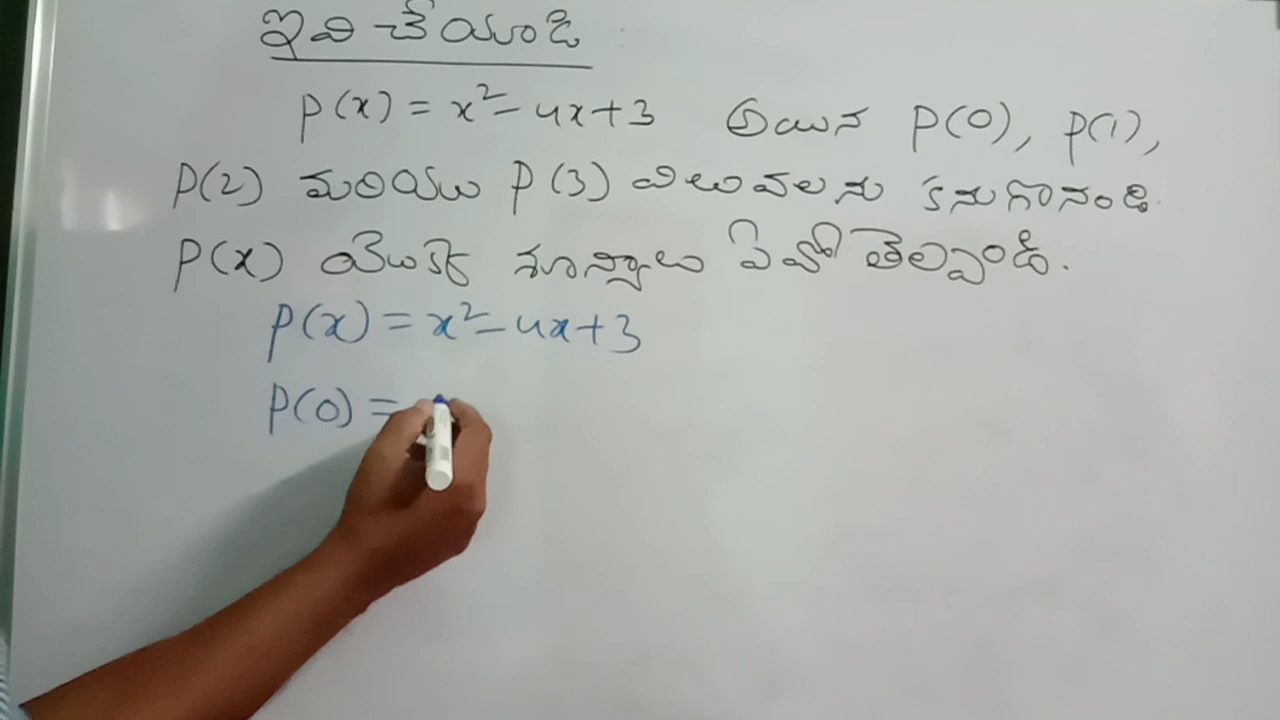 ఇవి చేయండి
p(x) = x² - 4x + 3 అయిన p(0), p(1),
p(2) మరియు p(3) విలువలను కనుగొనండి.
p(x) యొక్క శూన్యాలు ఏవో తెల్పండి.
p(x) = x² - 4x + 3
p(0) =